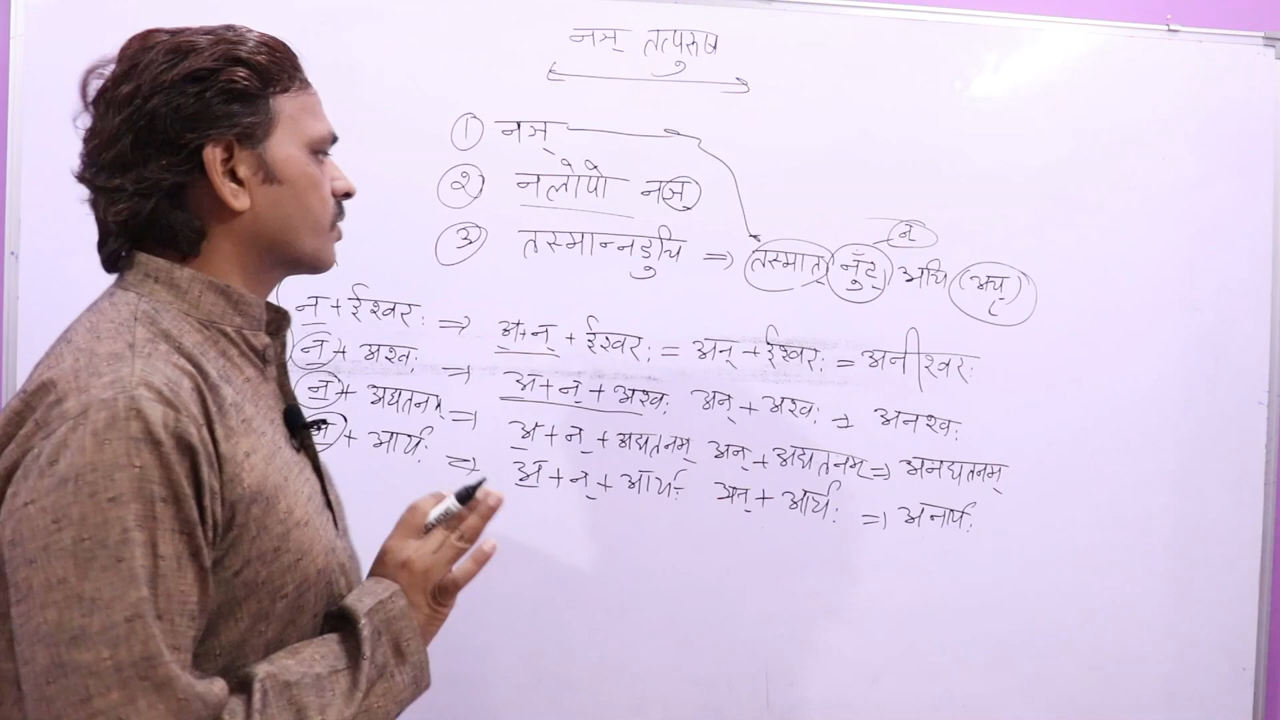 नञ् तत्पुरुष
① नञ्
② नलोपो नञ्
③ तस्मान्नडुचि ⇒ तस्मात् नुँट् अचि (अच्)
न्
न + ईश्वरः ⇒ अ+न् + ईश्वरः = अन् + ईश्वरः = अनीश्वरः
न + अश्वः ⇒ अ + न् + अश्वः अन् + अश्वः = अनश्वः
न + अद्यतनम् ⇒ अ + न् + अद्यतनम् अन् + अद्यतनम् ⇒ अनद्यतनम्
न + आर्यः ⇒ अ + न् + आर्यः अन् + आर्यः ⇒ अनार्यः